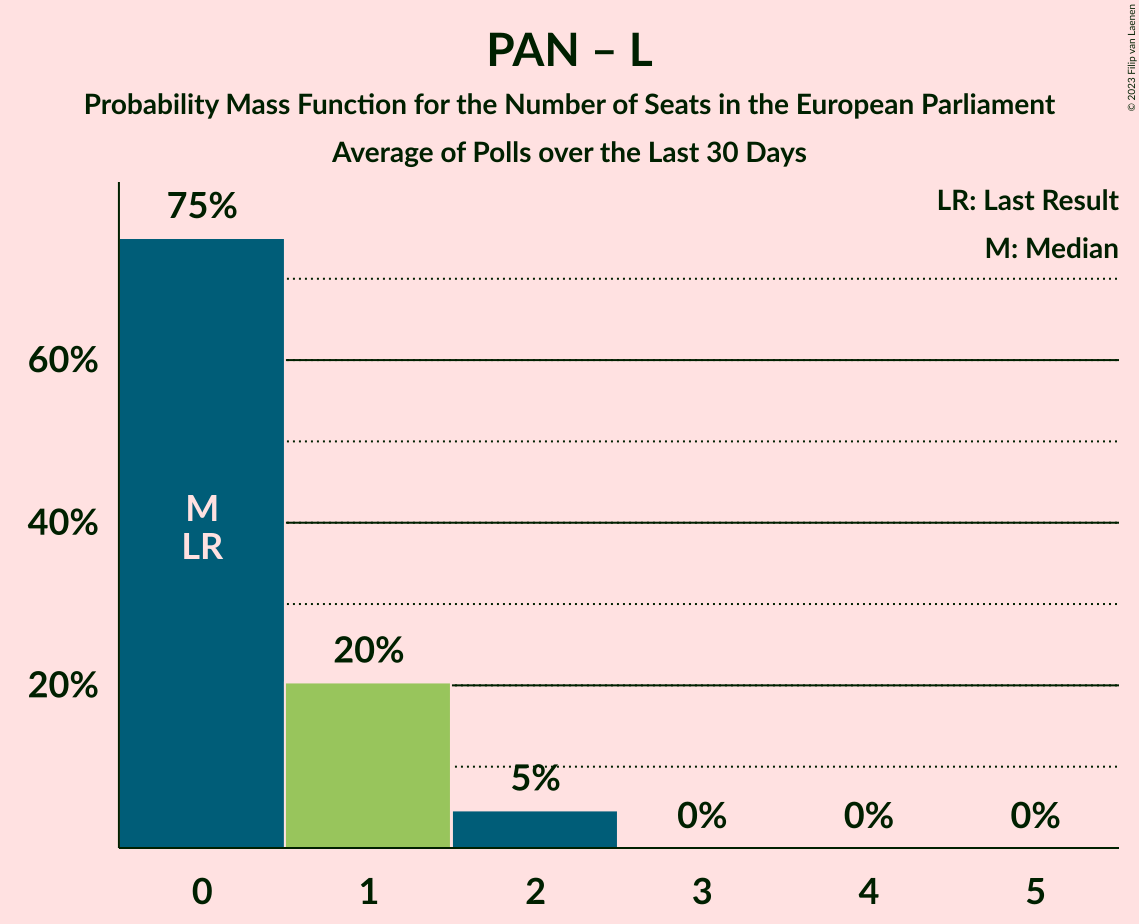 PAN – L
Probability Mass Function for the Number of Seats in the European Parliament
Average of Polls over the Last 30 Days
© 2023 Filip van Laenen
LR: Last Result
M: Median
75%
60%
M
40%
LR
20%
20%
5%
0%
0%
0%
0
1
2
3
4
5